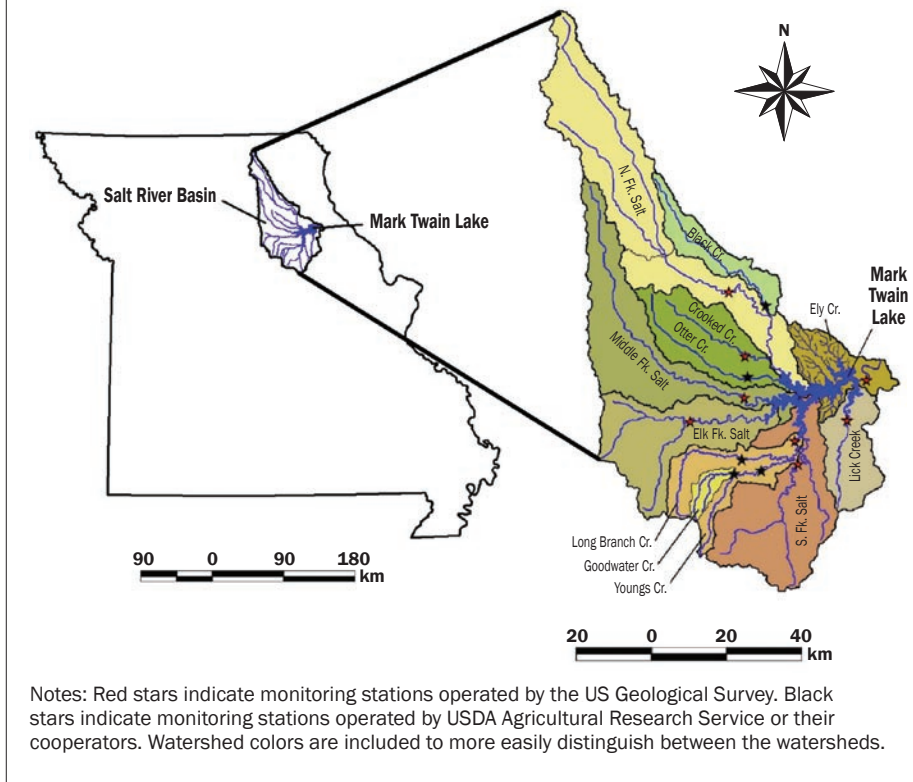 N
Salt River Basin
Mark Twain Lake
N. Fk. Salt
Black Cr.
Mark
Twain
Lake
Ely Cr.
Crooked Cr.
Otter Cr.
Middle Fk. Salt
Elk Fk. Salt
Lick Creek
S. Fk. Salt
Long Branch Cr.
Goodwater Cr.
Youngs Cr.
90 0 90 180
km
20 0 20 40
km
Notes: Red stars indicate monitoring stations operated by the US Geological Survey. Black
stars indicate monitoring stations operated by USDA Agricultural Research Service or their
cooperators. Watershed colors are included to more easily distinguish between the watersheds.